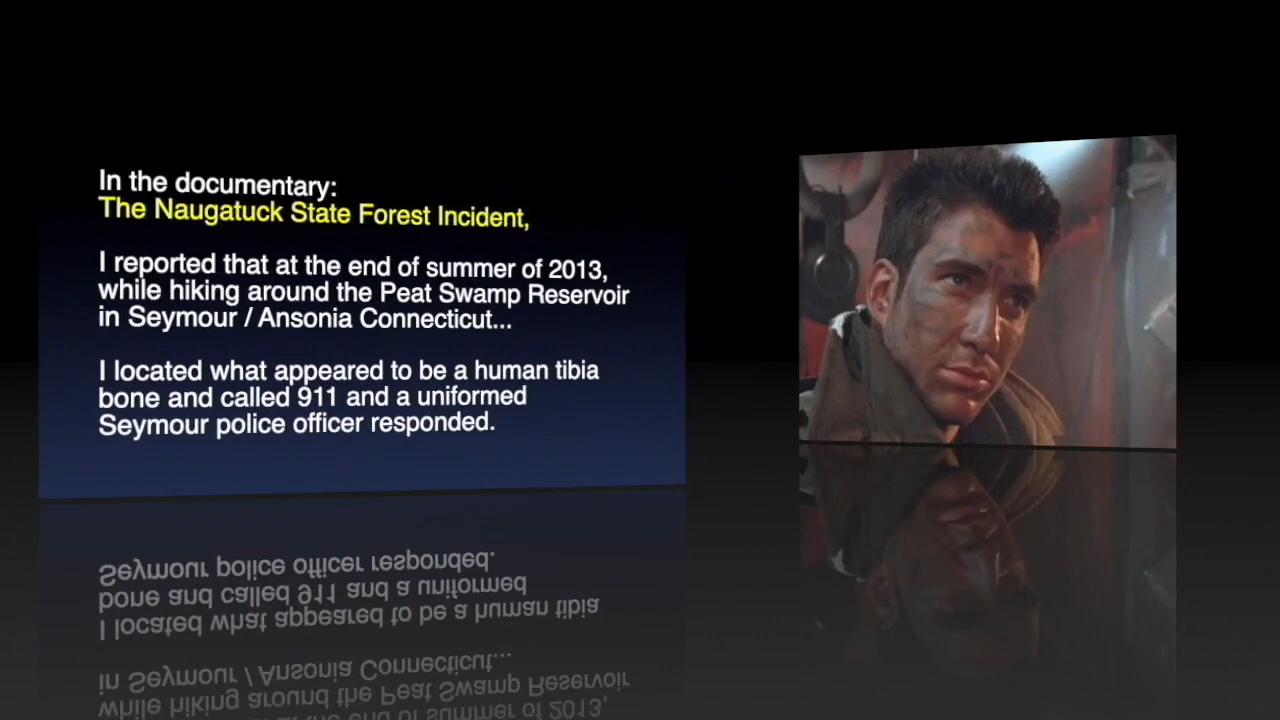 In the documentary:
The Naugatuck State Forest Incident,
I reported that at the end of summer of 2013,
while hiking around the Peat Swamp Reservoir
in Seymour / Ansonia Connecticut...
I located what appeared to be a human tibia
bone and called 911 and a uniformed
Seymour police officer responded.